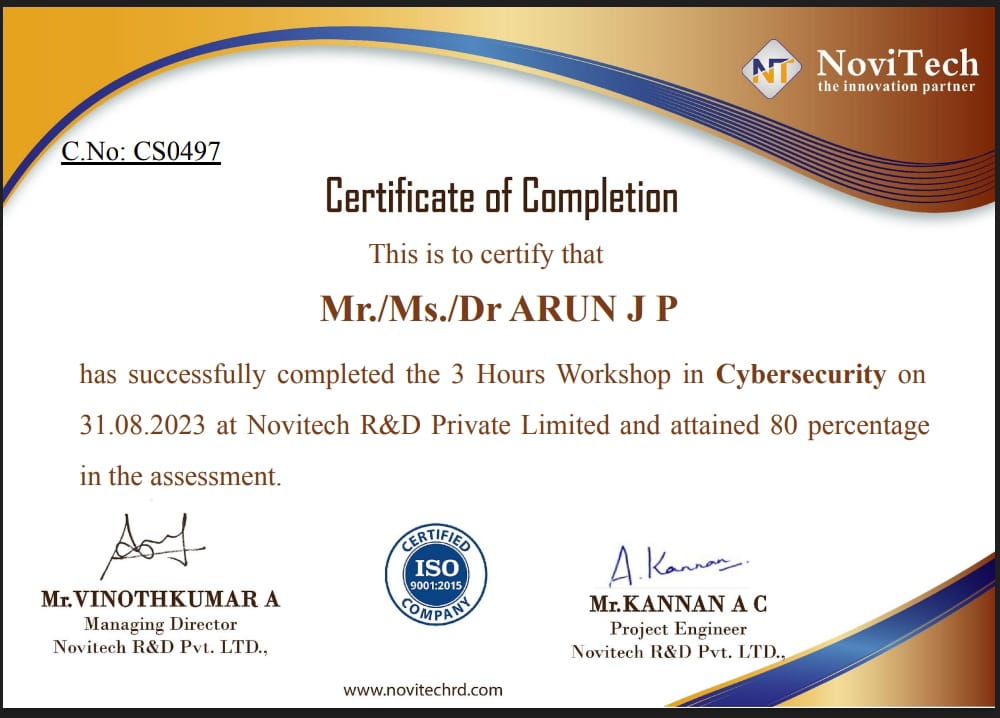 NT
NoviTech
the innovation partner
C.No: CS0497
Certificate of Completion
This is to certify that
Mr./Ms./Dr ARUN J P
has successfully completed the 3 Hours Workshop in Cybersecurity on
31.08.2023 at Novitech R&D Private Limited and attained 80 percentage
in the assessment.
A.Kannan
CERTIFIED
ISO
9001:2015
COMPANY
Mr.VINOTHKUMAR A
Managing Director
Novitech R&D Pvt. LTD.,
Mr.KANNAN A C
Project Engineer
Novitech R&D Pvt. LTD.,
www.novitechrd.com